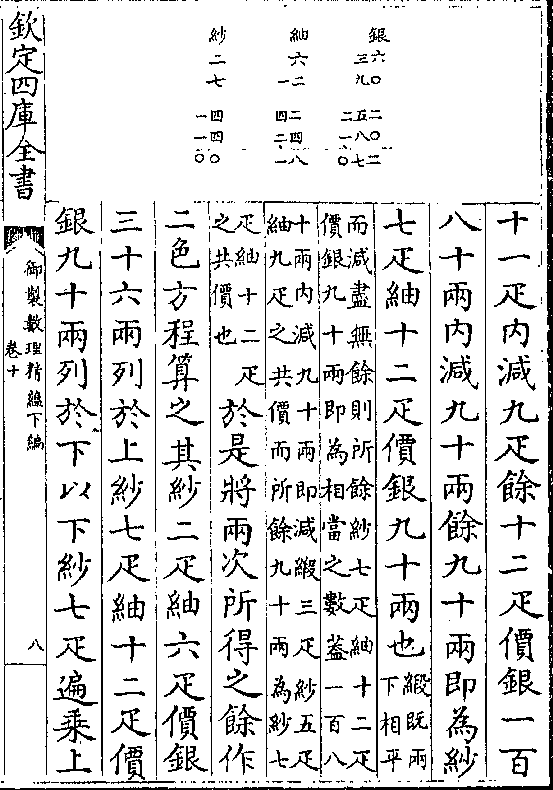 銀 三六 九〇 二五二 一八〇 〇七二
紬 六 一二 四二 二四 一八
紗 二 七 一四 一四 〇〇
十一疋内減九疋餘十二疋價銀一百
八十兩内減九十兩餘九十兩即為紗
七疋紬十二疋價銀九十兩也緞既兩
下相平
而減盡無餘則所餘紗七疋紬十二疋
價銀九十兩即為相當之數葢一百八
十兩内減九十兩即減緞三疋紗五疋
紬九疋之共價而所餘九十兩為紗七
疋紬十二疋
之共價也
於是將兩次所得之餘作
二色方程算之其紗二疋紬六疋價銀
三十六兩列於上紗七疋紬十二疋價
銀九十兩列於下以下紗七疋遍乗上
欽定四庫全書
御製數理精緼下編
卷十
八